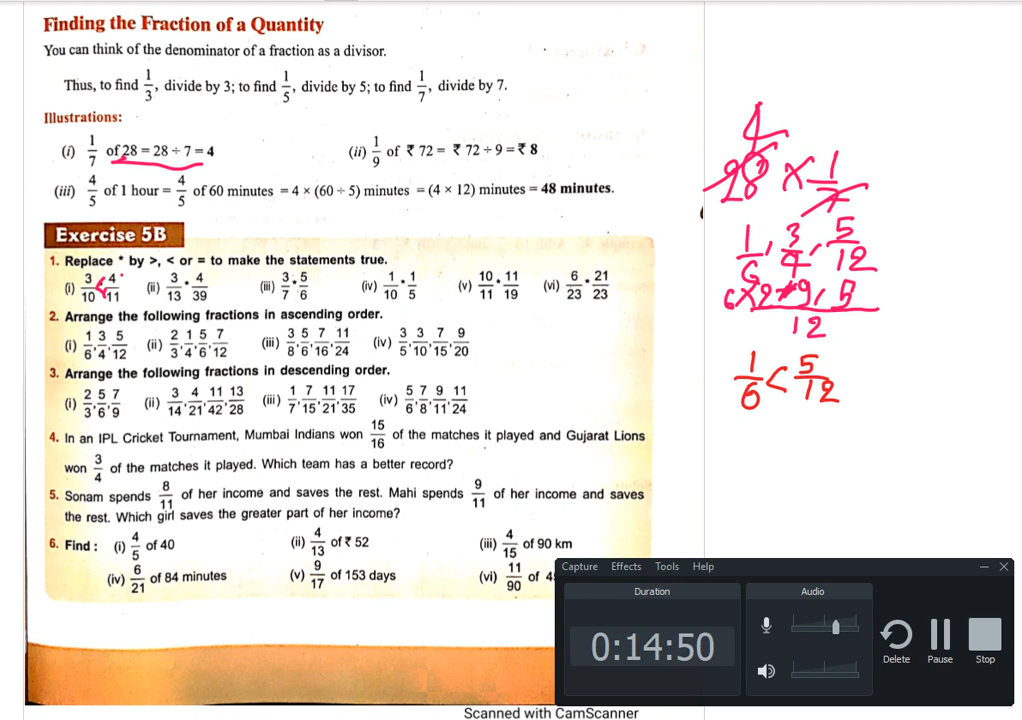 Finding the Fraction of a Quantity
You can think of the denominator of a fraction as a divisor.
Thus, to find 1/3, divide by 3; to find 1/5, divide by 5; to find 1/7, divide by 7.
Illustrations:
(i) 1/7 of 28 = 28 ÷ 7 = 4 (ii) 1/9 of ₹ 72 = ₹ 72 ÷ 9 = ₹ 8
(iii) 4/5 of 1 hour = 4/5 of 60 minutes = 4 × (60 ÷ 5) minutes = (4 × 12) minutes = 48 minutes.
Exercise 5B
1. Replace * by >, < or = to make the statements true.
(i) 3/10 < 4/11 (ii) 3/13 * 4/39 (iii) 3/7 * 5/6 (iv) 1/10 * 1/5 (v) 10/11 * 11/19 (vi) 6/23 * 21/23
2. Arrange the following fractions in ascending order.
(i) 1/6, 3/4, 5/12 (ii) 2/3, 1/4, 5/6, 7/12 (iii) 3/8, 5/6, 7/16, 11/24 (iv) 3/5, 3/10, 7/15, 9/20
3. Arrange the following fractions in descending order.
(i) 2/3, 5/6, 7/9 (ii) 3/14, 4/21, 11/42, 13/28 (iii) 1/7, 7/15, 11/21, 17/35 (iv) 5/6, 7/8, 9/11, 11/24
4. In an IPL Cricket Tournament, Mumbai Indians won 15/16 of the matches it played and Gujarat Lions
won 3/4 of the matches it played. Which team has a better record?
5. Sonam spends 8/11 of her income and saves the rest. Mahi spends 9/11 of her income and saves
the rest. Which girl saves the greater part of her income?
6. Find : (i) 4/5 of 40 (ii) 4/13 of ₹ 52 (iii) 4/15 of 90 km
(iv) 6/21 of 84 minutes (v) 9/17 of 153 days (vi) 11/90 of
4
28 × 1/7
1/6, 3/4, 5/12
12
1/6 < 5/12
Capture Effects Tools Help
Duration
Audio
0:14:50
Delete Pause Stop
Scanned with CamScanner